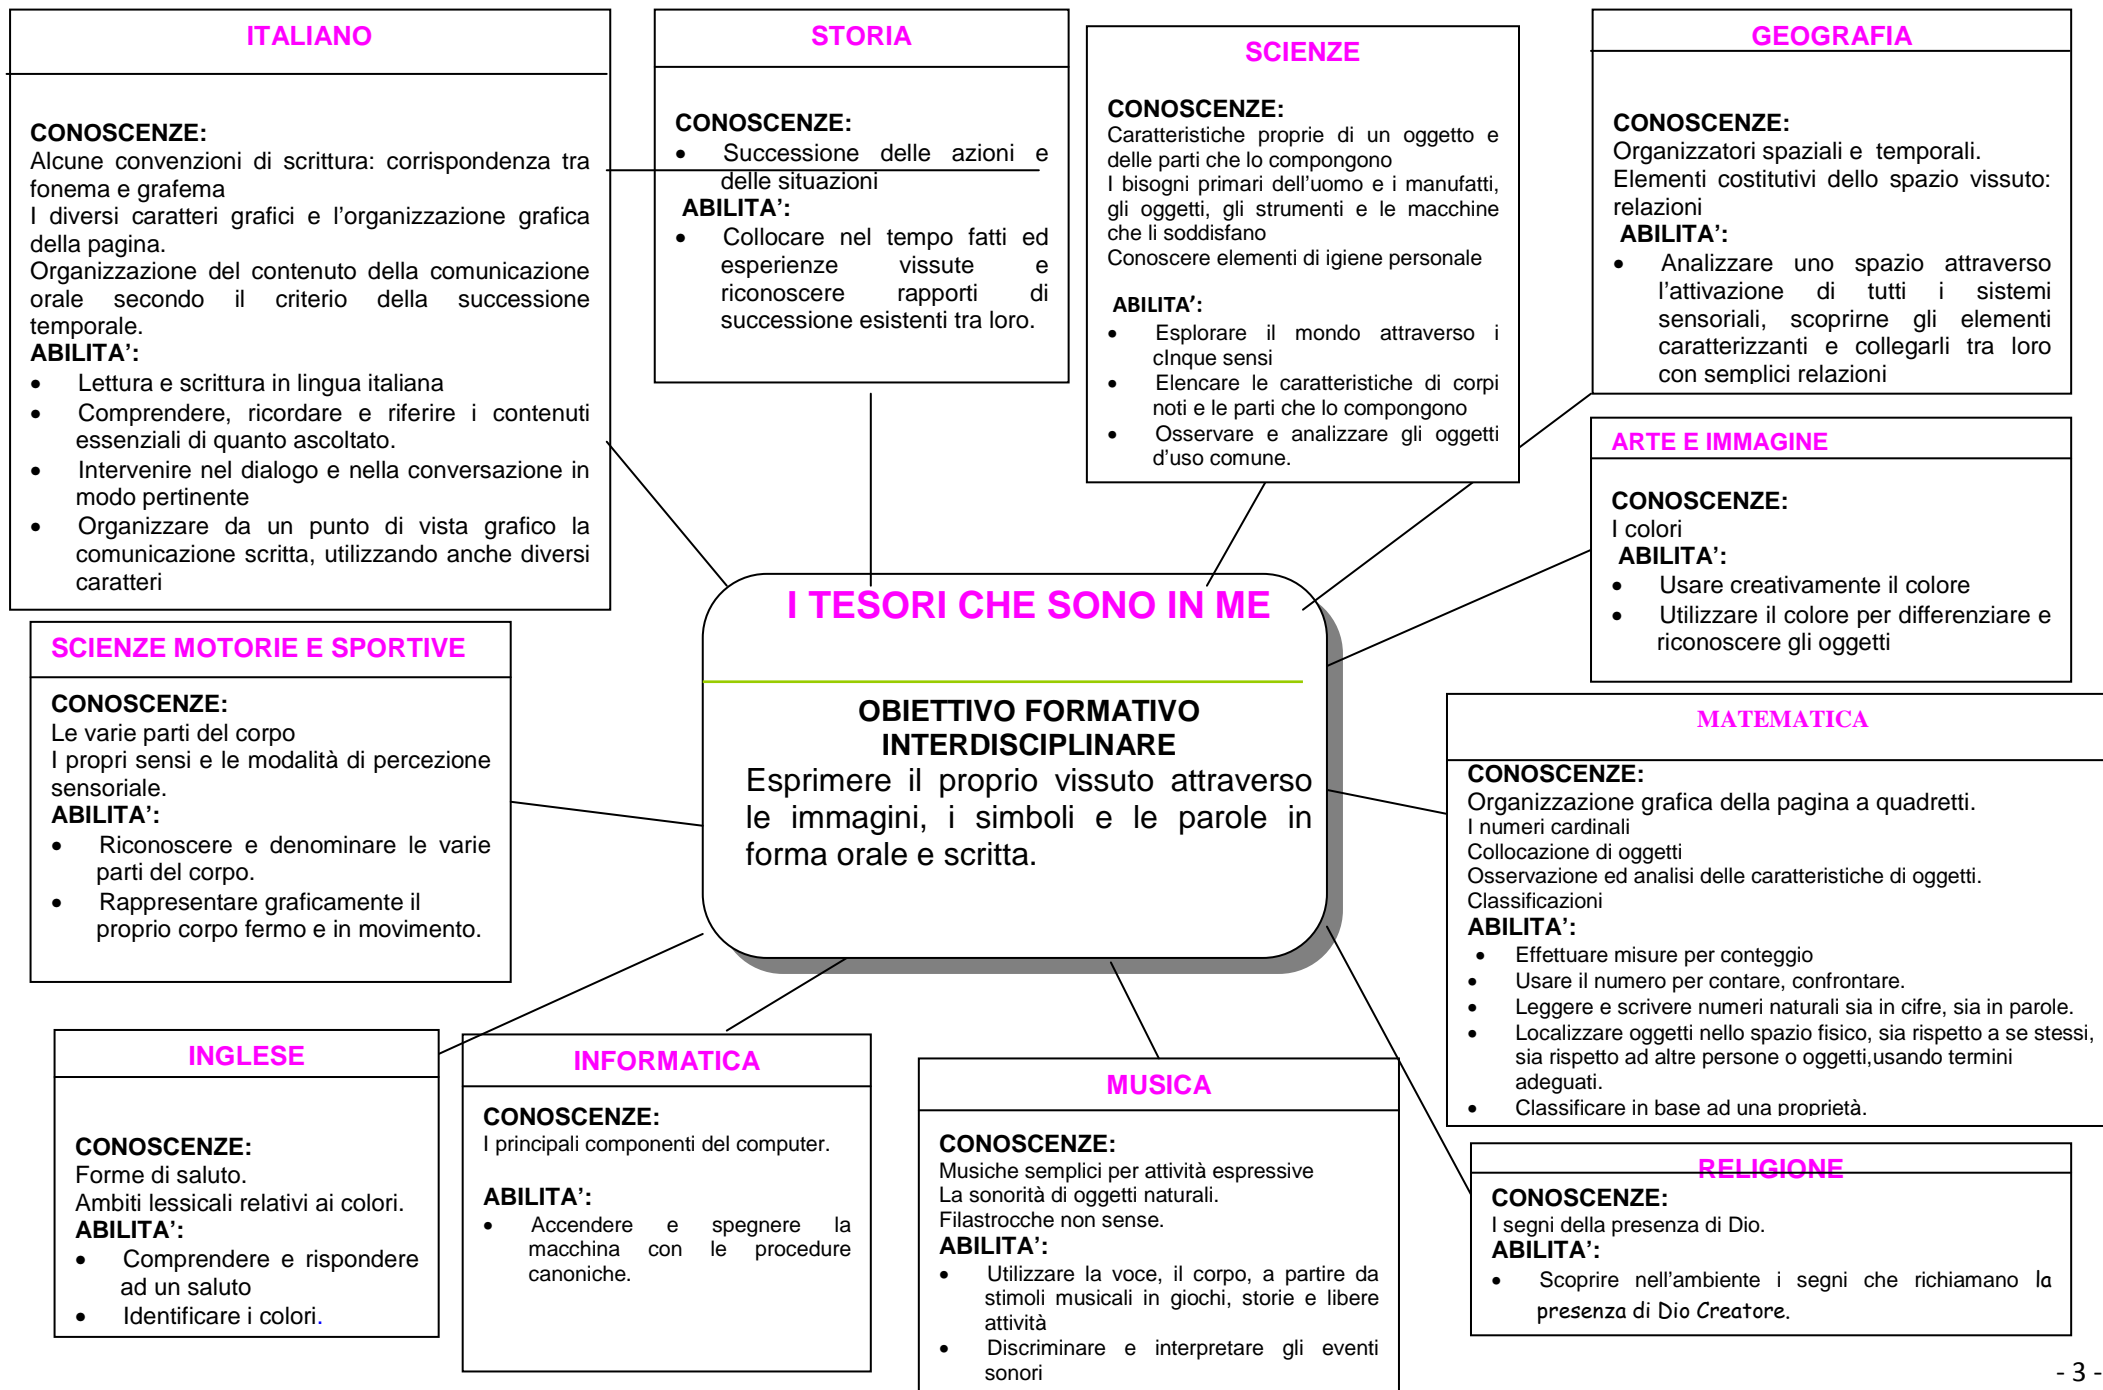 ITALIANO
CONOSCENZE:
Alcune convenzioni di scrittura: corrispondenza tra
fonema e grafema
I diversi caratteri grafici e l’organizzazione grafica
della pagina.
Organizzazione del contenuto della comunicazione
orale secondo il criterio della successione
temporale.
ABILITA’:
• Lettura e scrittura in lingua italiana
• Comprendere, ricordare e riferire i contenuti
essenziali di quanto ascoltato.
• Intervenire nel dialogo e nella conversazione in
modo pertinente
• Organizzare da un punto di vista grafico la
comunicazione scritta, utilizzando anche diversi
caratteri
STORIA
CONOSCENZE:
• Successione delle azioni e
delle situazioni
ABILITA’:
• Collocare nel tempo fatti ed
esperienze vissute e
riconoscere rapporti di
successione esistenti tra loro.
SCIENZE
CONOSCENZE:
Caratteristiche proprie di un oggetto e
delle parti che lo compongono
I bisogni primari dell’uomo e i manufatti,
gli oggetti, gli strumenti e le macchine
che li soddisfano
Conoscere elementi di igiene personale
ABILITA’:
• Esplorare il mondo attraverso i
cInque sensi
• Elencare le caratteristiche di corpi
noti e le parti che lo compongono
• Osservare e analizzare gli oggetti
d’uso comune.
GEOGRAFIA
CONOSCENZE:
Organizzatori spaziali e temporali.
Elementi costitutivi dello spazio vissuto:
relazioni
ABILITA’:
• Analizzare uno spazio attraverso
l’attivazione di tutti i sistemi
sensoriali, scoprirne gli elementi
caratterizzanti e collegarli tra loro
con semplici relazioni
ARTE E IMMAGINE
CONOSCENZE:
I colori
ABILITA’:
• Usare creativamente il colore
• Utilizzare il colore per differenziare e
riconoscere gli oggetti
I TESORI CHE SONO IN ME
OBIETTIVO FORMATIVO
INTERDISCIPLINARE
Esprimere il proprio vissuto attraverso
le immagini, i simboli e le parole in
forma orale e scritta.
SCIENZE MOTORIE E SPORTIVE
CONOSCENZE:
Le varie parti del corpo
I propri sensi e le modalità di percezione
sensoriale.
ABILITA’:
• Riconoscere e denominare le varie
parti del corpo.
• Rappresentare graficamente il
proprio corpo fermo e in movimento.
MATEMATICA
CONOSCENZE:
Organizzazione grafica della pagina a quadretti.
I numeri cardinali
Collocazione di oggetti
Osservazione ed analisi delle caratteristiche di oggetti.
Classificazioni
ABILITA’:
• Effettuare misure per conteggio
• Usare il numero per contare, confrontare.
• Leggere e scrivere numeri naturali sia in cifre, sia in parole.
• Localizzare oggetti nello spazio fisico, sia rispetto a se stessi,
sia rispetto ad altre persone o oggetti,usando termini
adeguati.
• Classificare in base ad una proprietà.
INGLESE
CONOSCENZE:
Forme di saluto.
Ambiti lessicali relativi ai colori.
ABILITA’:
• Comprendere e rispondere
ad un saluto
• Identificare i colori.
INFORMATICA
CONOSCENZE:
I principali componenti del computer.
ABILITA’:
• Accendere e spegnere la
macchina con le procedure
canoniche.
MUSICA
CONOSCENZE:
Musiche semplici per attività espressive
La sonorità di oggetti naturali.
Filastrocche non sense.
ABILITA’:
• Utilizzare la voce, il corpo, a partire da
stimoli musicali in giochi, storie e libere
attività
• Discriminare e interpretare gli eventi
sonori
RELIGIONE
CONOSCENZE:
I segni della presenza di Dio.
ABILITA’:
• Scoprire nell’ambiente i segni che richiamano la
presenza di Dio Creatore.
- 3 -